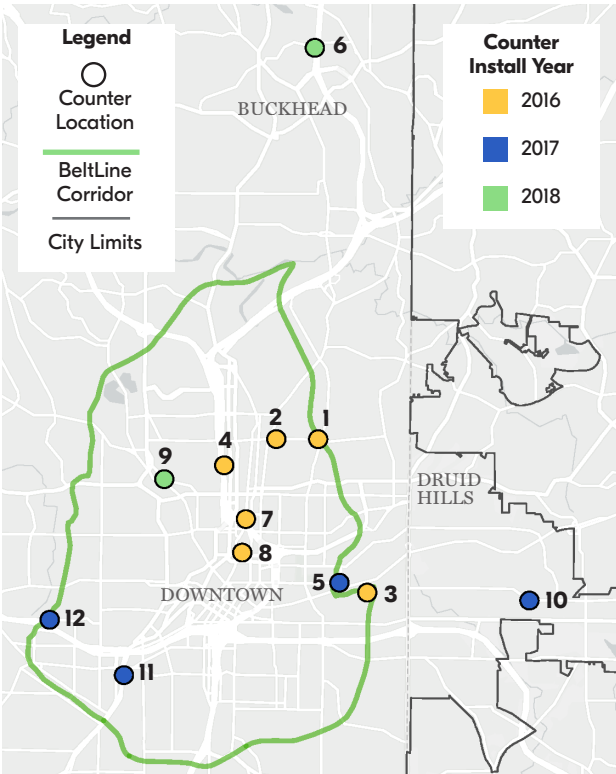 Legend
Counter
Location
BeltLine
Corridor
City Limits
Counter
Install Year
2016
2017
2018
6
BUCKHEAD
2
1
4
9
DRUID
HILLS
7
8
5
DOWNTOWN
3
10
12
11